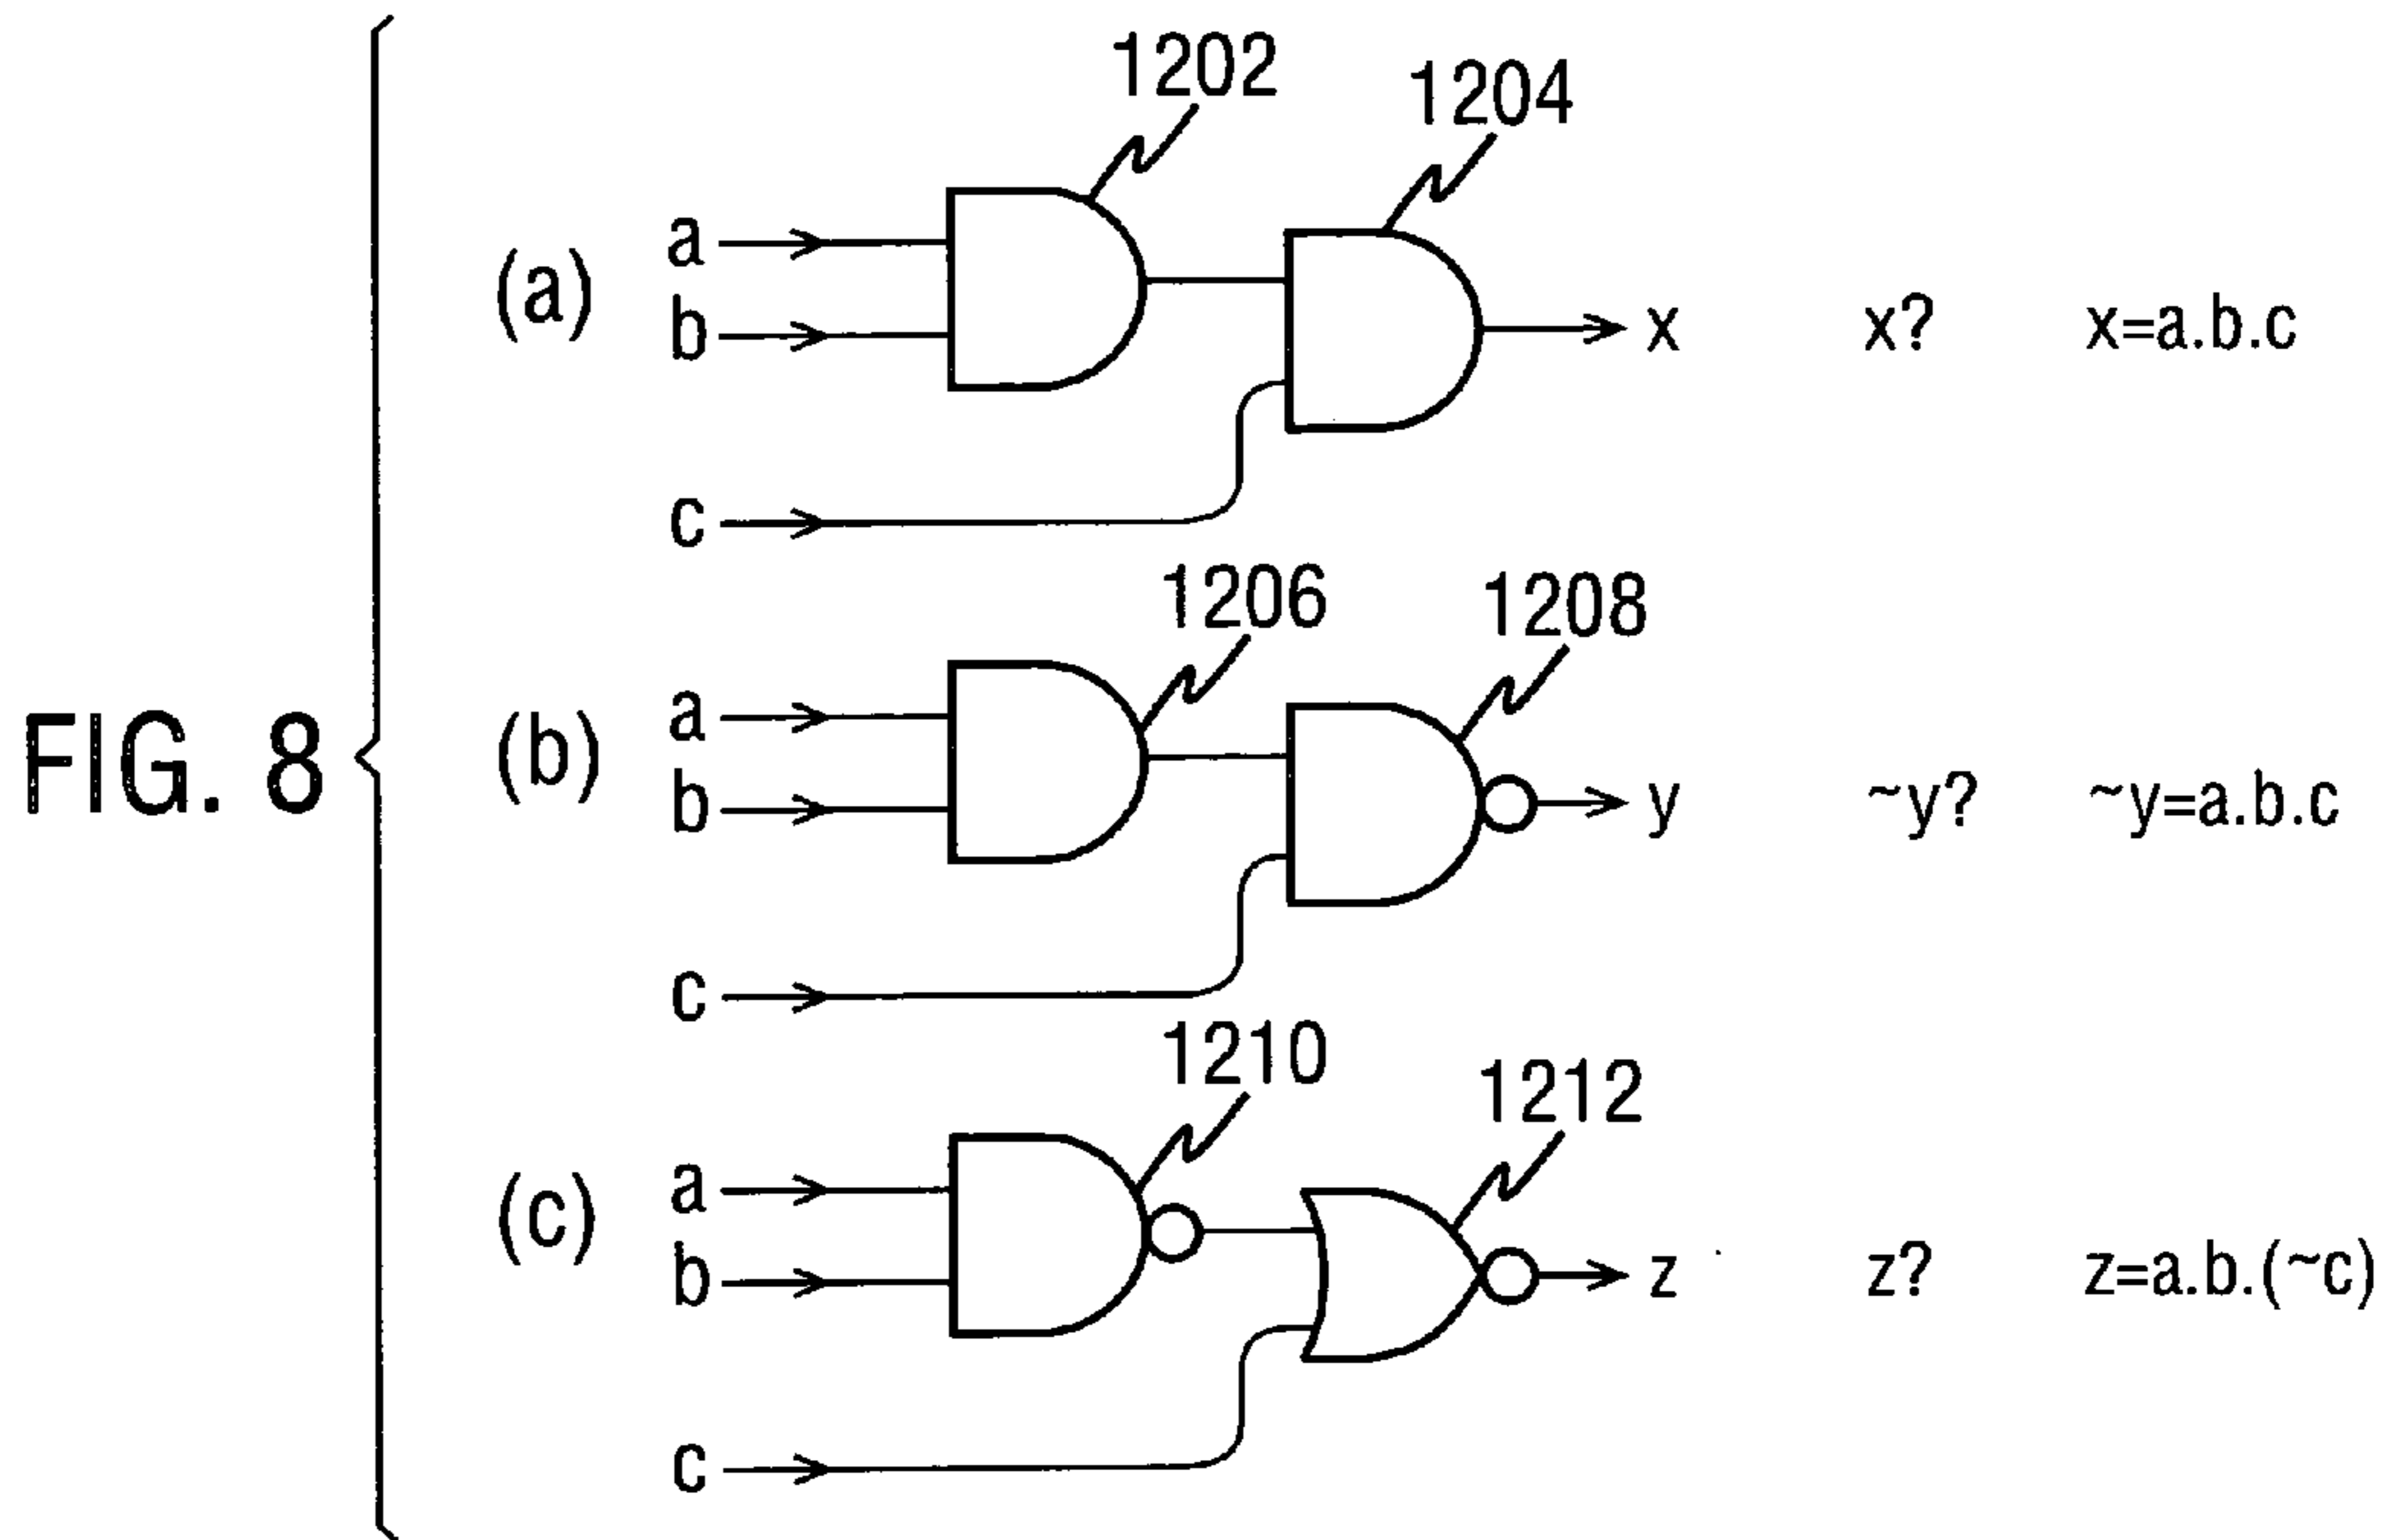 FIG. 8
(a)
1202
1204
a
b
c
x
x?
x=a.b.c
(b)
1206
1208
a
b
c
y
~y?
~y=a.b.c
(c)
1210
1212
a
b
c
z
z?
z=a.b.(~c)